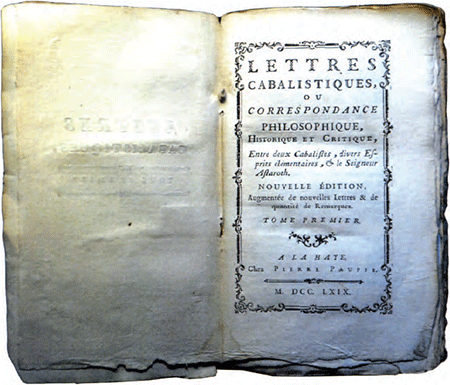 LETTRES
CABALISTIQUES,
OU
CORRESPONDANCE
PHILOSOPHIQUE,
HISTORIQUE ET CRITIQUE,
Entre deux Cabalistes, divers Es-
prits élementaires, & le Seigneur
Astaroth.
NOUVELLE ÉDITION,
Augmentée de nouvelles Lettres & de
quantité de Remarques.
TOME PREMIER
A LA HAYE,
Chez PIERRE PAUPIE,
M. DCC. LXIX.